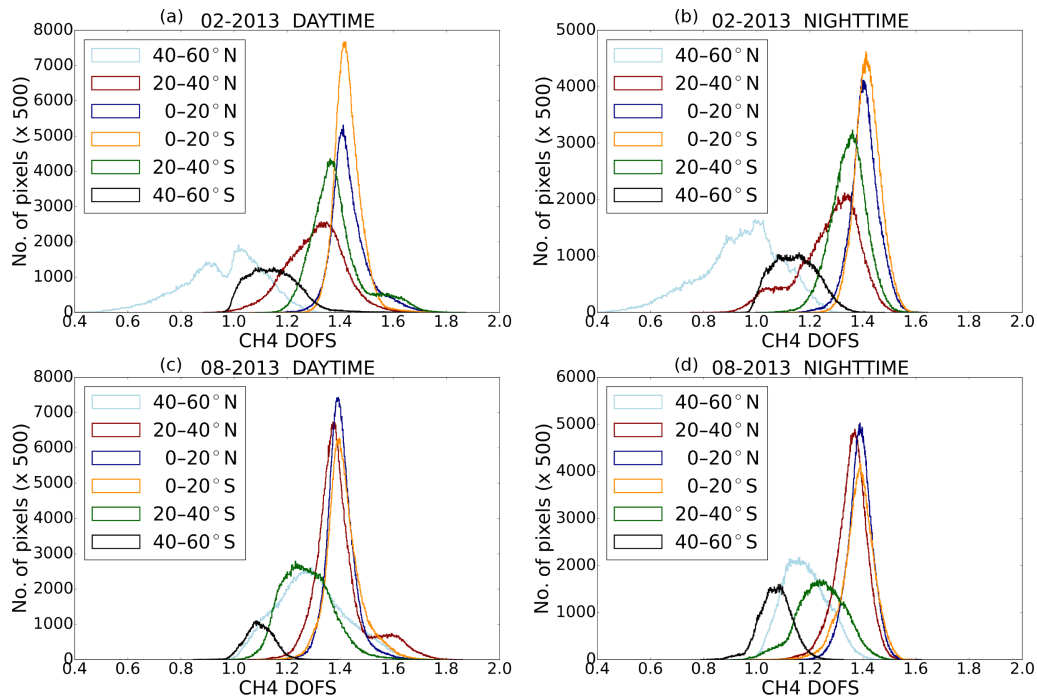 (a) 02-2013 DAYTIME
No. of pixels (x 500)
8000
7000
6000
5000
4000
3000
2000
1000
0
40–60° N
20–40° N
0–20° N
0–20° S
20–40° S
40–60° S
0.4 0.6 0.8 1.0 1.2 1.4 1.6 1.8 2.0
CH4 DOFS
(b) 02-2013 NIGHTTIME
No. of pixels (x 500)
5000
4000
3000
2000
1000
0
40–60° N
20–40° N
0–20° N
0–20° S
20–40° S
40–60° S
0.4 0.6 0.8 1.0 1.2 1.4 1.6 1.8 2.0
CH4 DOFS
(c) 08-2013 DAYTIME
No. of pixels (x 500)
8000
7000
6000
5000
4000
3000
2000
1000
0
40–60° N
20–40° N
0–20° N
0–20° S
20–40° S
40–60° S
0.4 0.6 0.8 1.0 1.2 1.4 1.6 1.8 2.0
CH4 DOFS
(d) 08-2013 NIGHTTIME
No. of pixels (x 500)
6000
5000
4000
3000
2000
1000
0
40–60° N
20–40° N
0–20° N
0–20° S
20–40° S
40–60° S
0.4 0.6 0.8 1.0 1.2 1.4 1.6 1.8 2.0
CH4 DOFS